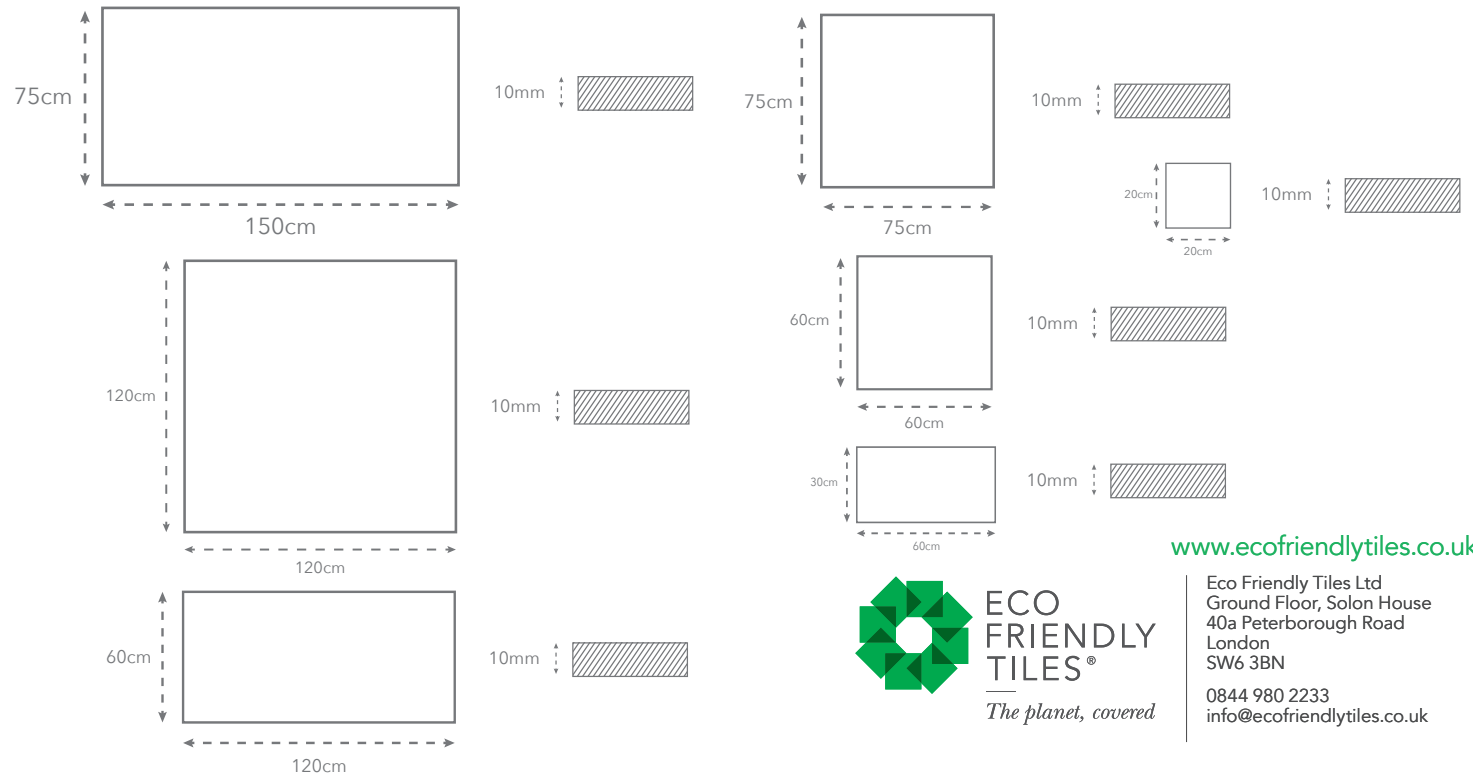 75cm
10mm
150cm
75cm
10mm
75cm
20cm
10mm
20cm
120cm
10mm
120cm
60cm
10mm
60cm
30cm
10mm
60cm
60cm
10mm
120cm
www.ecofriendlytiles.co.uk
ECO
FRIENDLY
TILES®
The planet, covered
Eco Friendly Tiles Ltd
Ground Floor, Solon House
40a Peterborough Road
London
SW6 3BN
0844 980 2233
info@ecofriendlytiles.co.uk